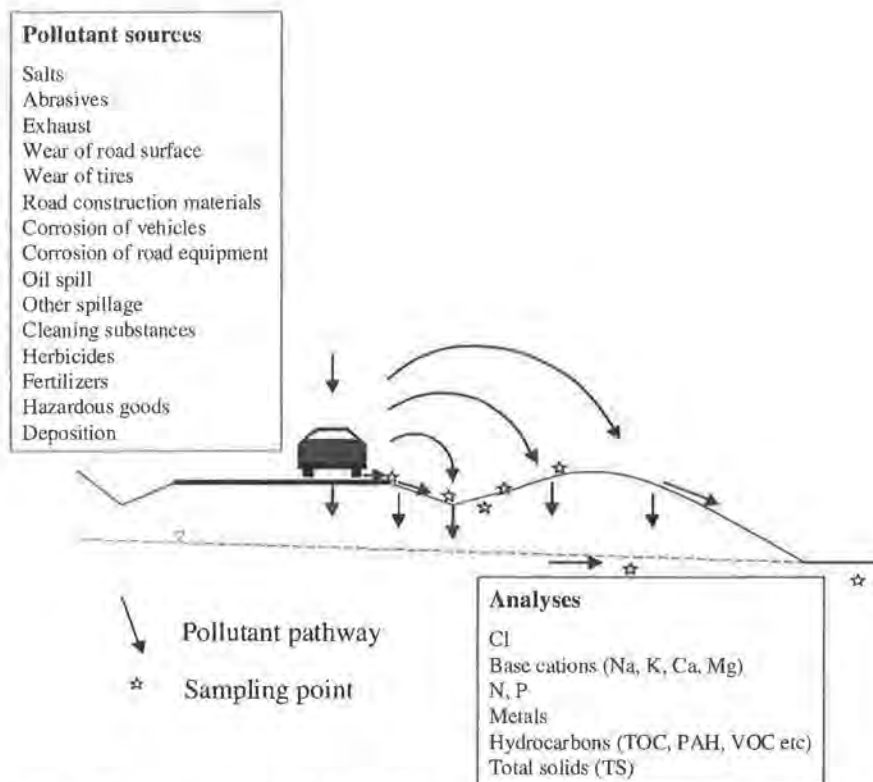 Pollutant sources
Salts
Abrasives
Exhaust
Wear of road surface
Wear of tires
Road construction materials
Corrosion of vehicles
Corrosion of road equipment
Oil spill
Other spillage
Cleaning substances
Herbicides
Fertilizers
Hazardous goods
Deposition
Pollutant pathway
Sampling point
Analyses
Cl
Base cations (Na, K, Ca, Mg)
N, P
Metals
Hydrocarbons (TOC, PAH, VOC etc)
Total solids (TS)